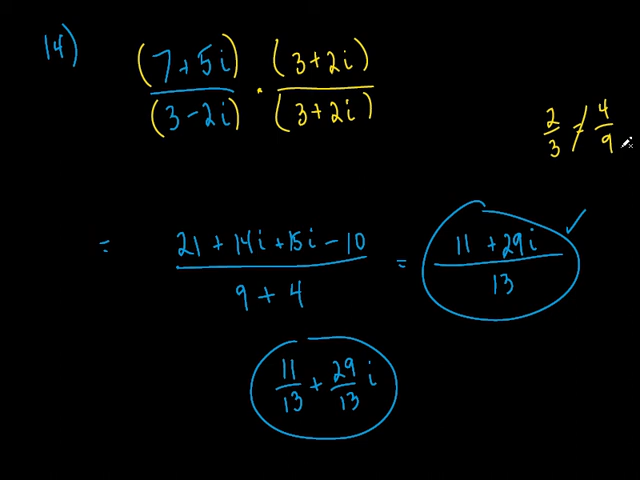 14)
(7+5i)/(3-2i) · (3+2i)/(3+2i)
2/3 ≠ 4/9
= (21+14i+15i-10)/(9+4) = (11+29i)/13 ✓
11/13 + 29/13 i